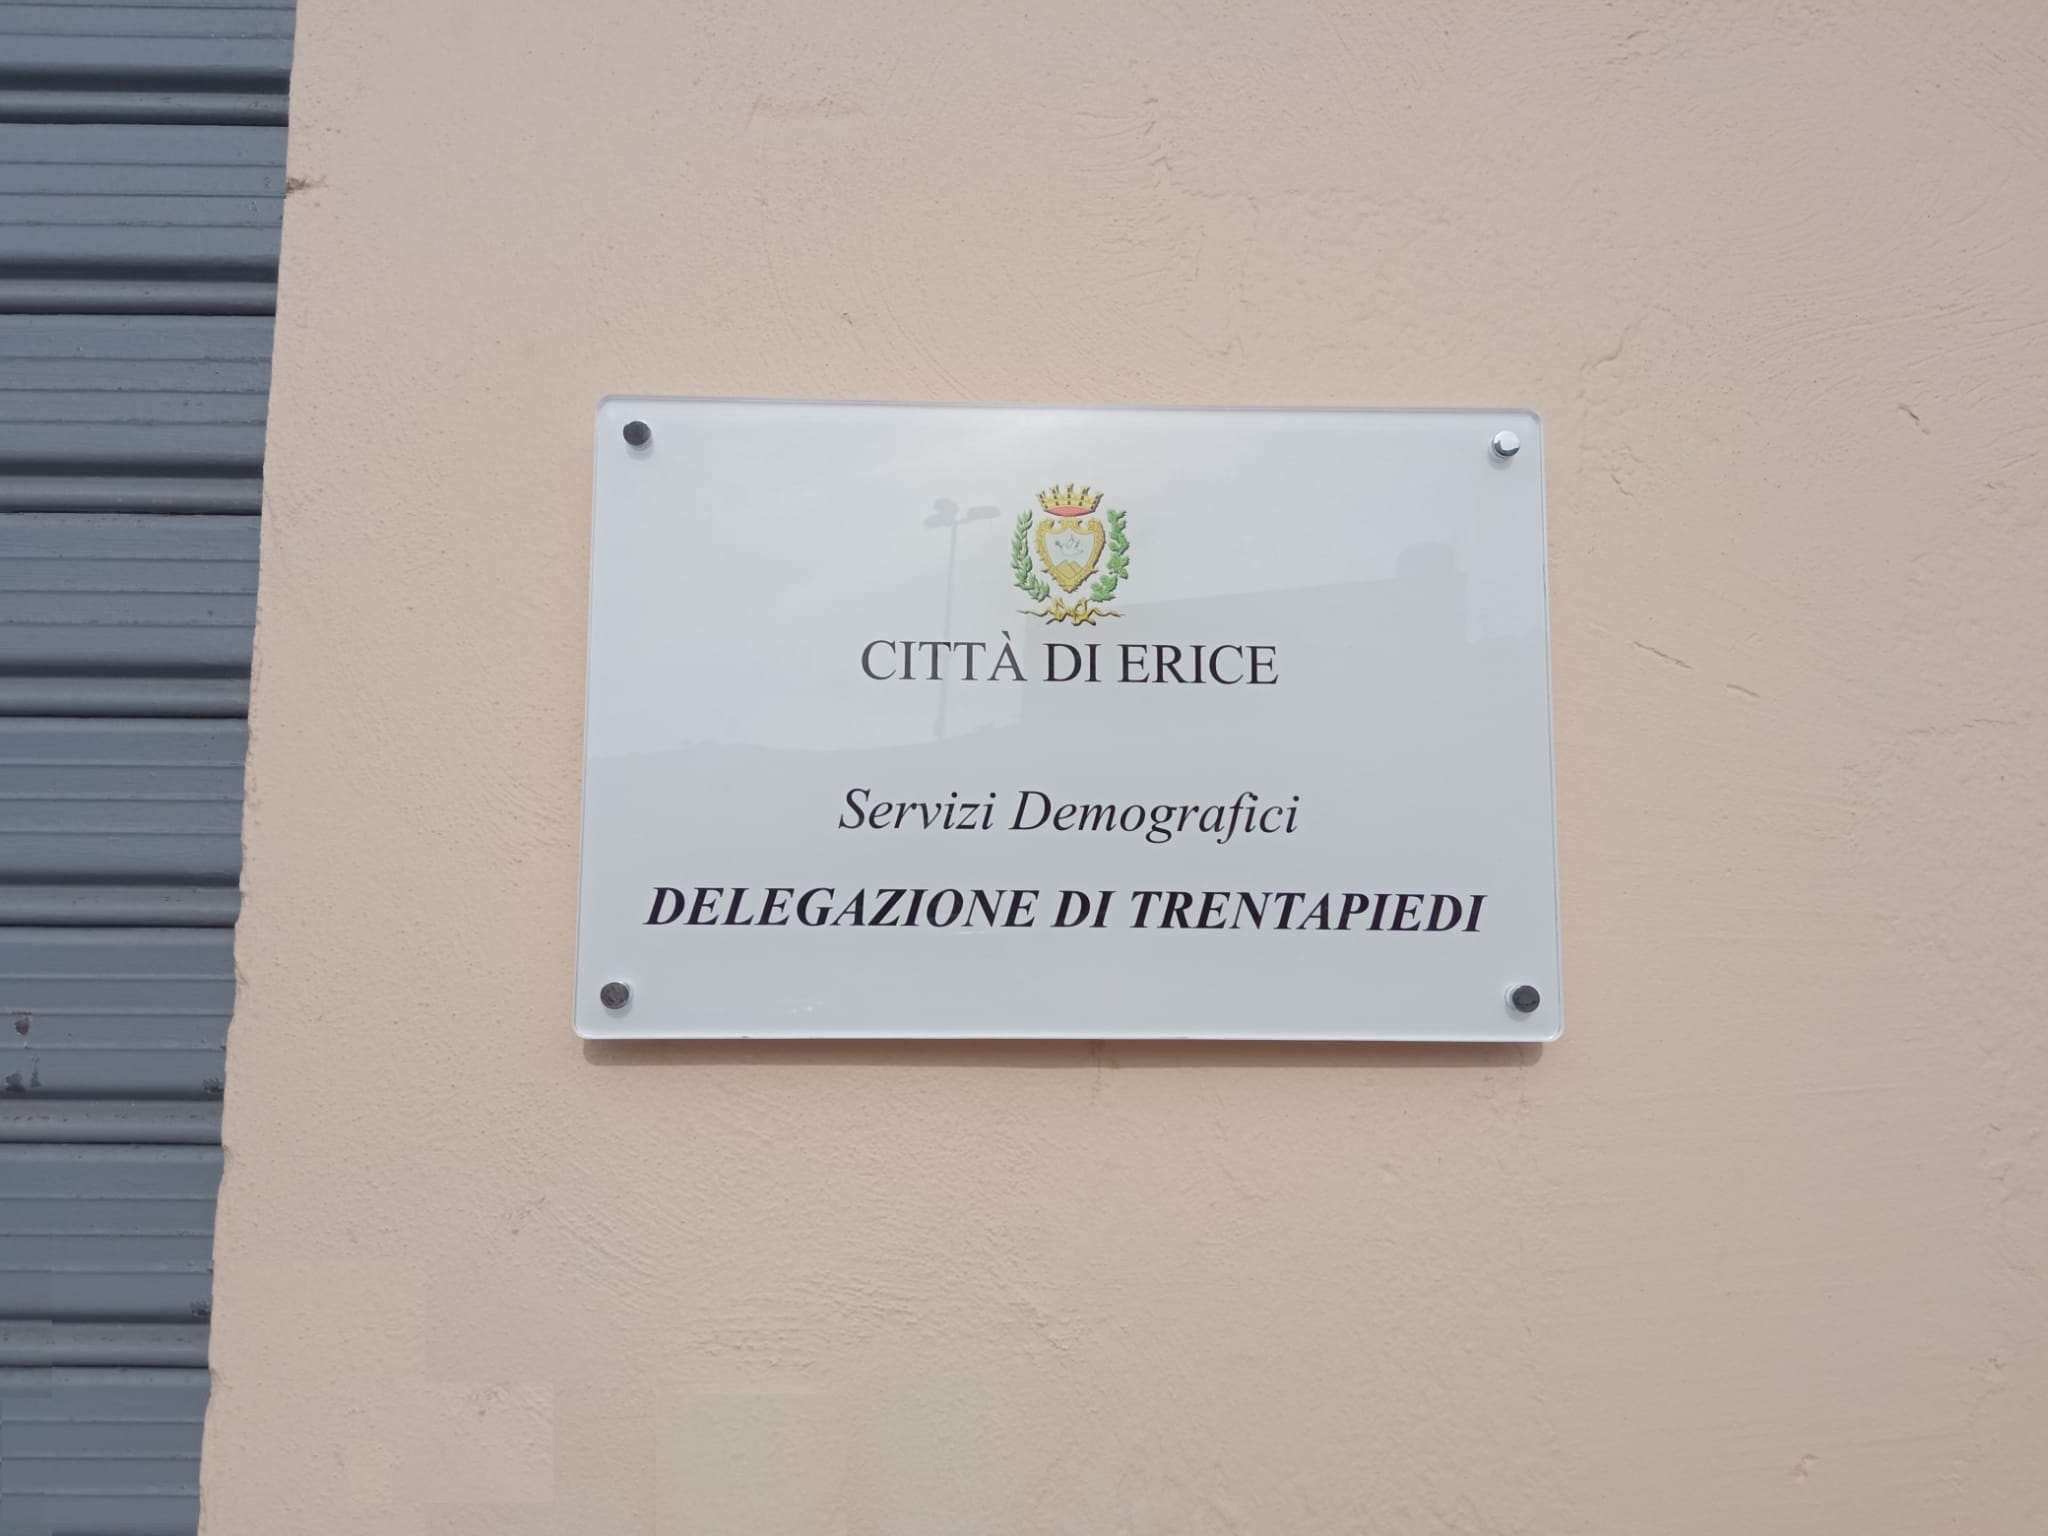 CITTÀ DI ERICE
Servizi Demografici
DELEGAZIONE DI TRENTAPIEDI